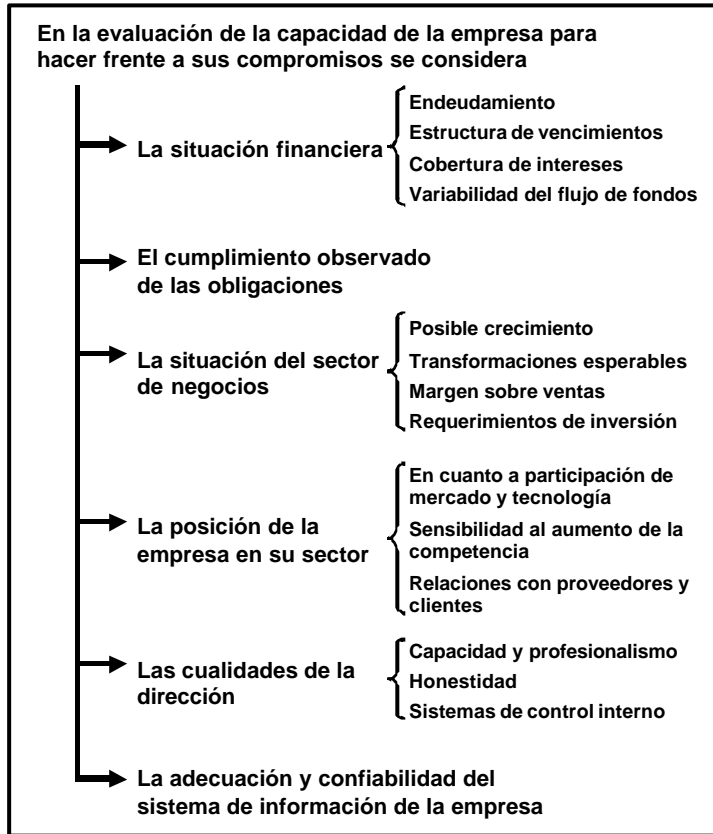 En la evaluación de la capacidad de la empresa para
hacer frente a sus compromisos se considera
La situación financiera
Endeudamiento
Estructura de vencimientos
Cobertura de intereses
Variabilidad del flujo de fondos
El cumplimiento observado
de las obligaciones
La situación del sector
de negocios
Posible crecimiento
Transformaciones esperables
Margen sobre ventas
Requerimientos de inversión
La posición de la
empresa en su sector
En cuanto a participación de
mercado y tecnología
Sensibilidad al aumento de la
competencia
Relaciones con proveedores y
clientes
Las cualidades de la
dirección
Capacidad y profesionalismo
Honestidad
Sistemas de control interno
La adecuación y confiabilidad del
sistema de información de la empresa